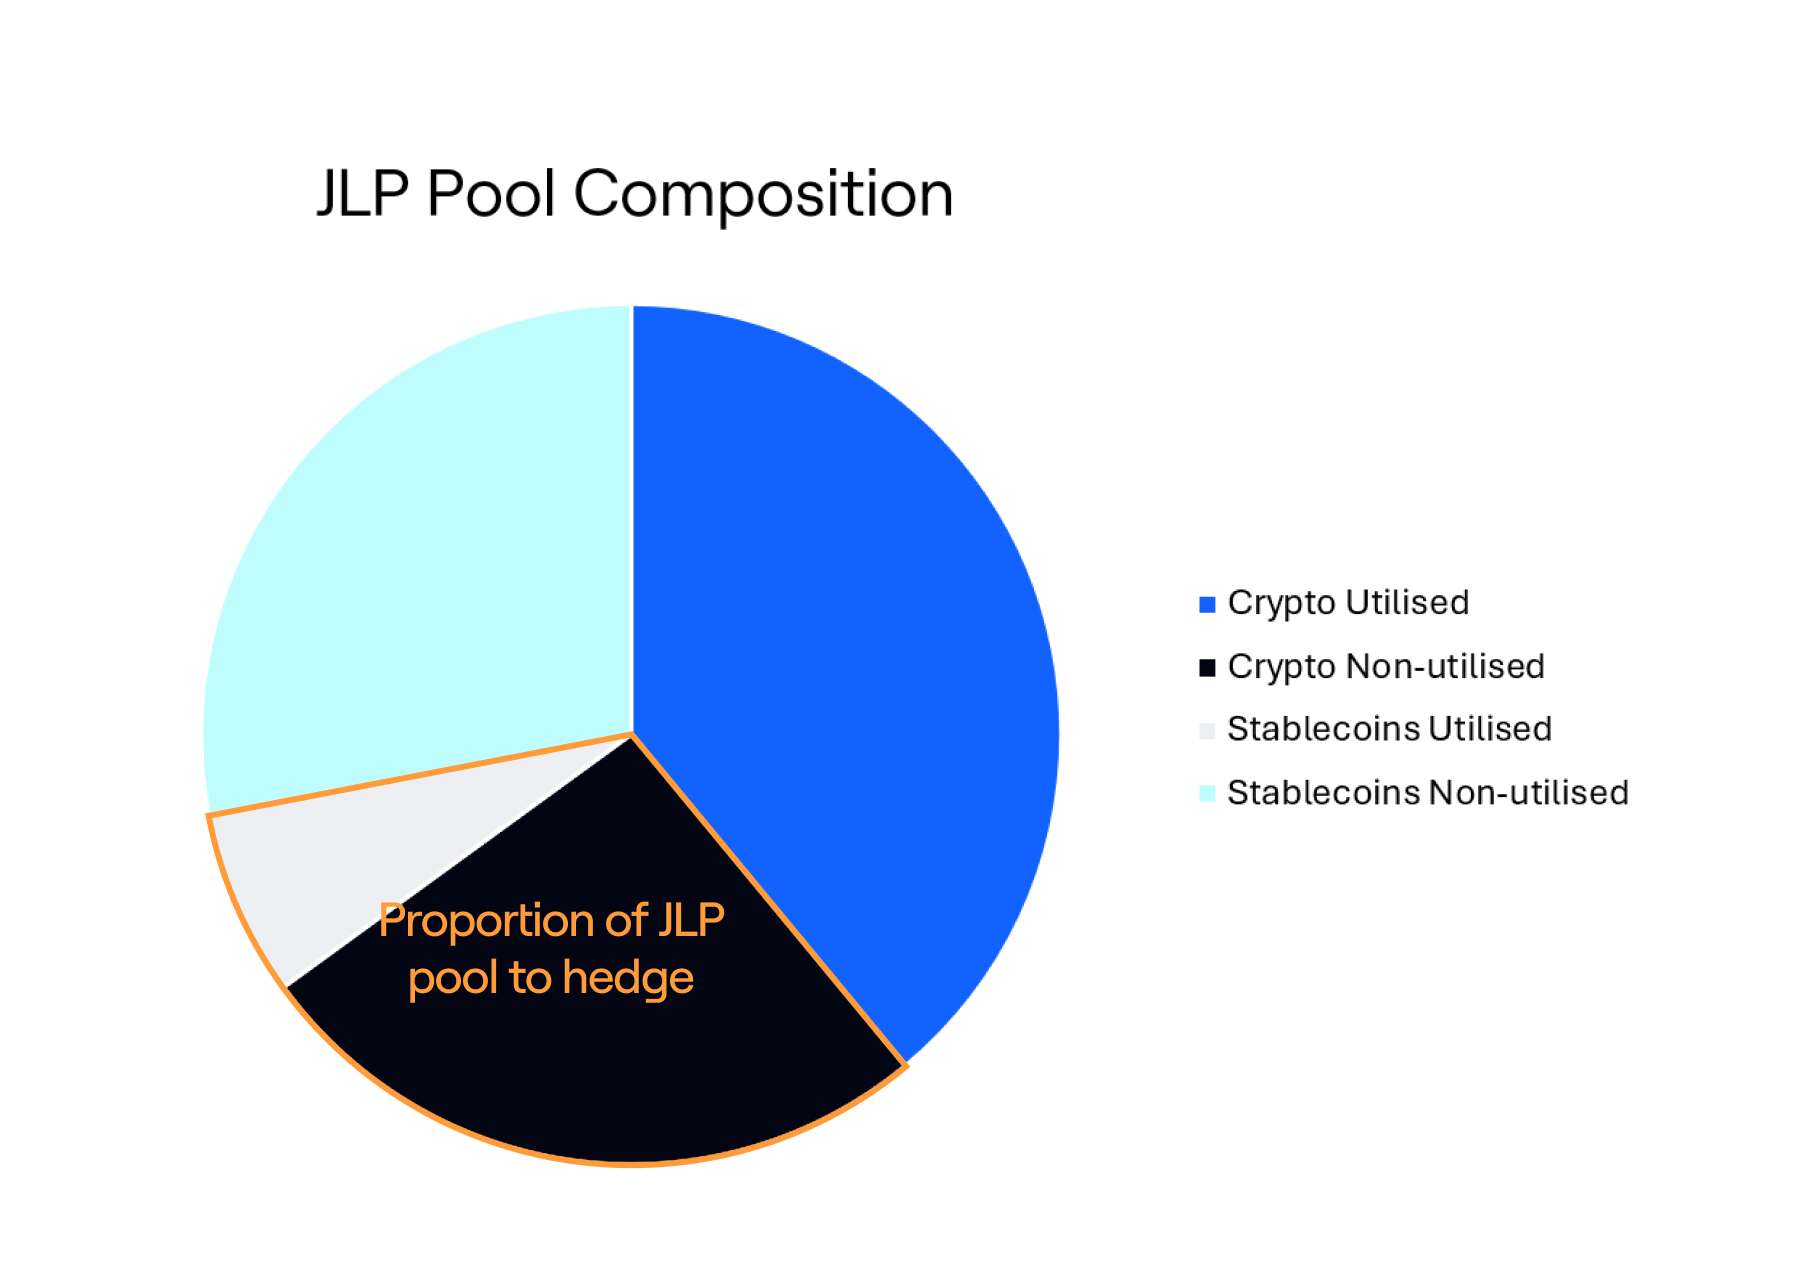 JLP Pool Composition
Crypto Utilised
Crypto Non-utilised
Stablecoins Utilised
Stablecoins Non-utilised
Proportion of JLP
pool to hedge